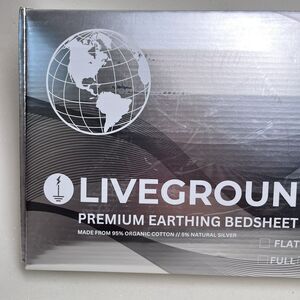 LIVEGROUN
PREMIUM EARTHING BEDSHEET
MADE FROM 95% ORGANIC COTTON // 5% NATURAL SILVER
FLAT
FULL